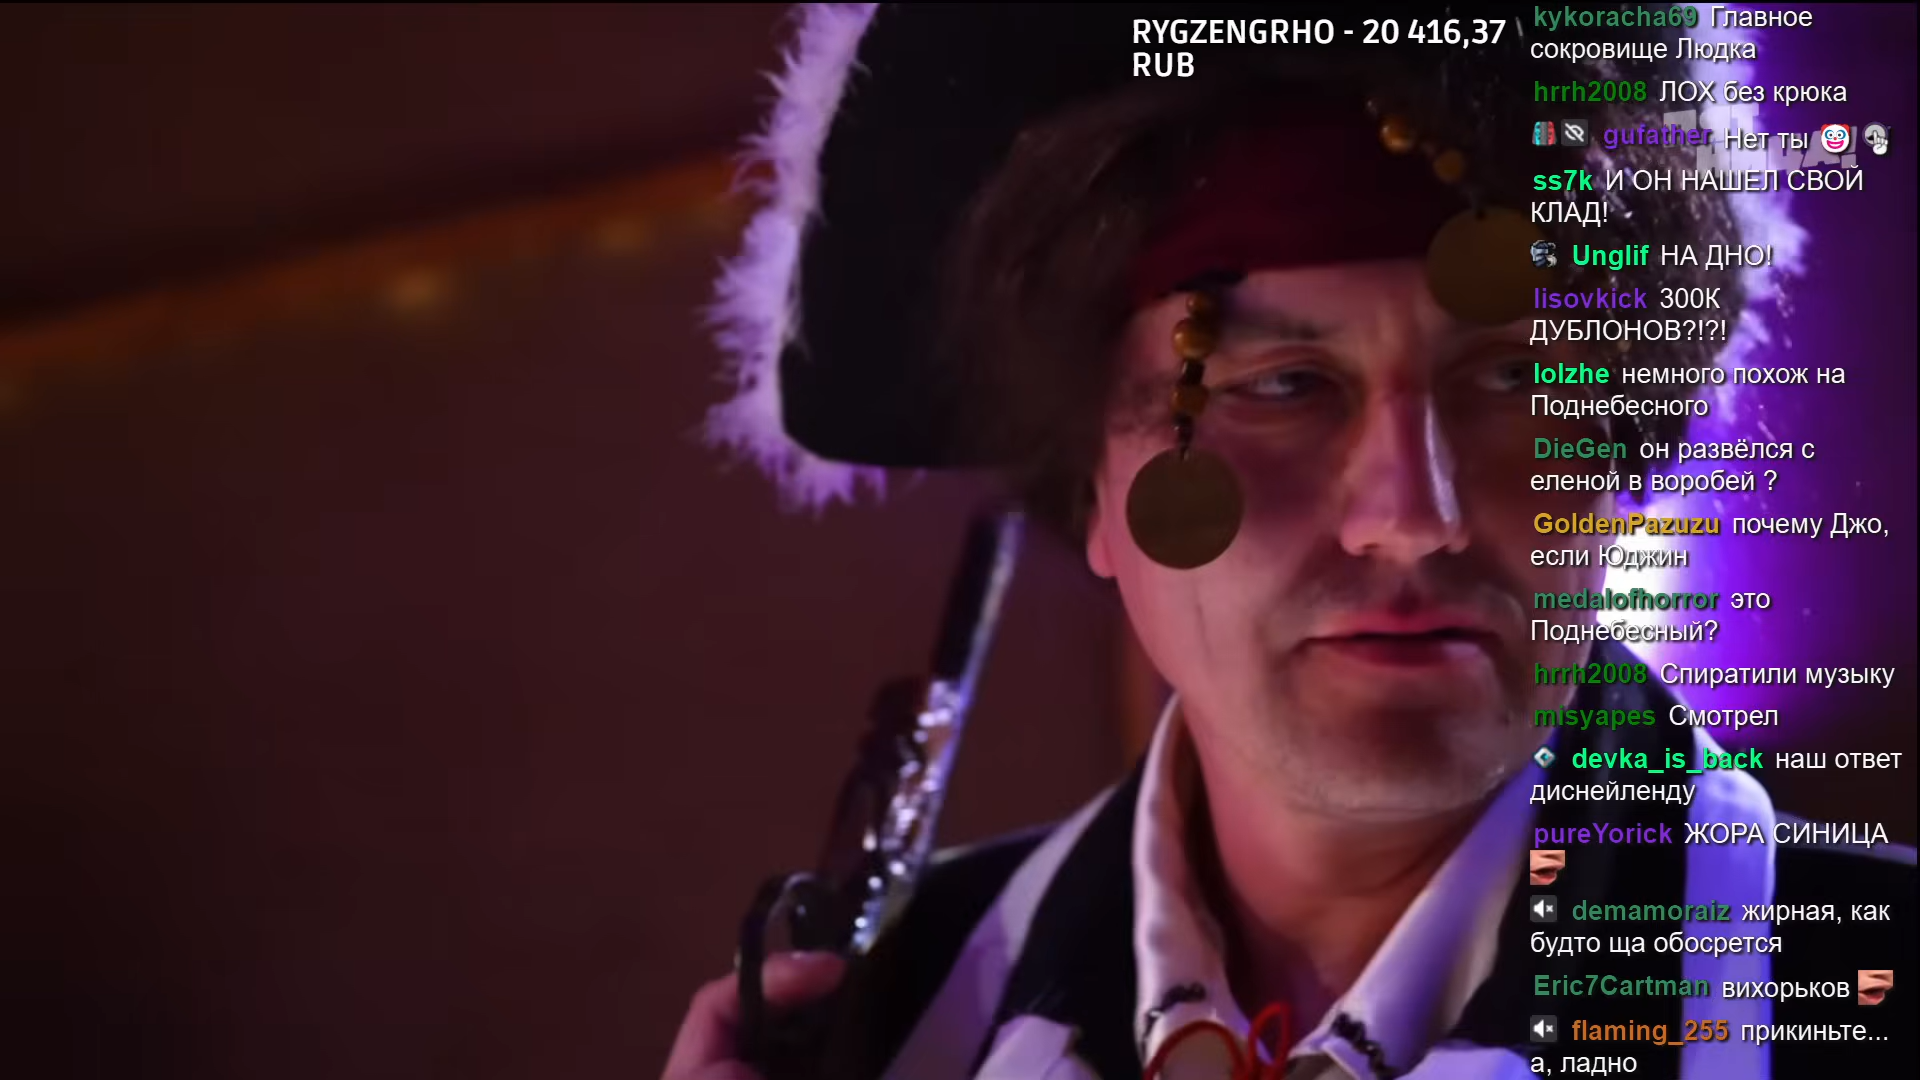 RYGZENGRHO - 20 416,37
RUB
kykoracha69 Главное
сокровище Людка
hrrh2008 ЛОХ без крюка
gufather Нет ты
ss7k И ОН НАШЕЛ СВОЙ
КЛАД!
Unglif НА ДНО!
lisovkick 300К
ДУБЛОНОВ?!?!
lolzhe немного похож на
Поднебесного
DieGen он развёлся с
еленой в воробей ?
GoldenPazuzu почему Джо,
если Юджин
medalofhorror это
Поднебесный?
hrrh2008 Спиратили музыку
misyapes Смотрел
devka_is_back наш ответ
диснейленду
pureYorick ЖОРА СИНИЦА
demamoraiz жирная, как
будто ща обосрется
Eric7Cartman вихорьков
flaming_255 прикиньте...
а, ладно